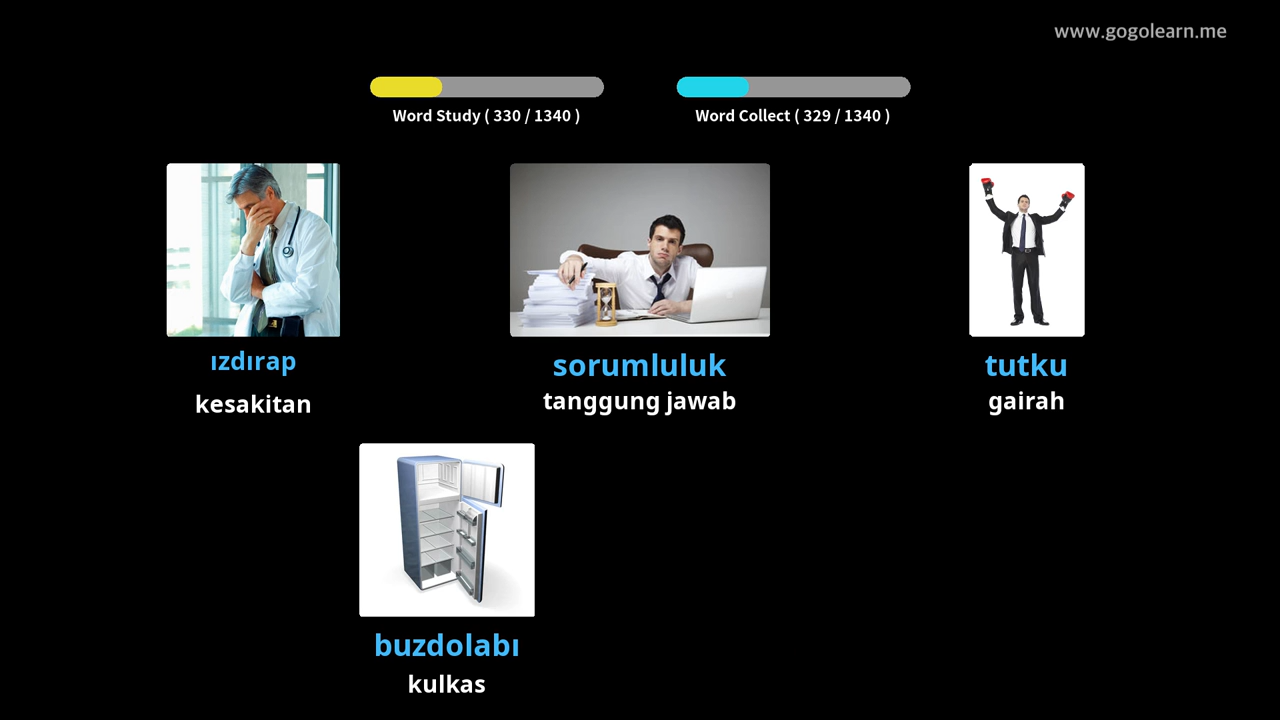 www.gogolearn.me
Word Study ( 330 / 1340 )
Word Collect ( 329 / 1340 )
ızdırap
kesakitan
sorumluluk
tanggung jawab
tutku
gairah
buzdolabı
kulkas